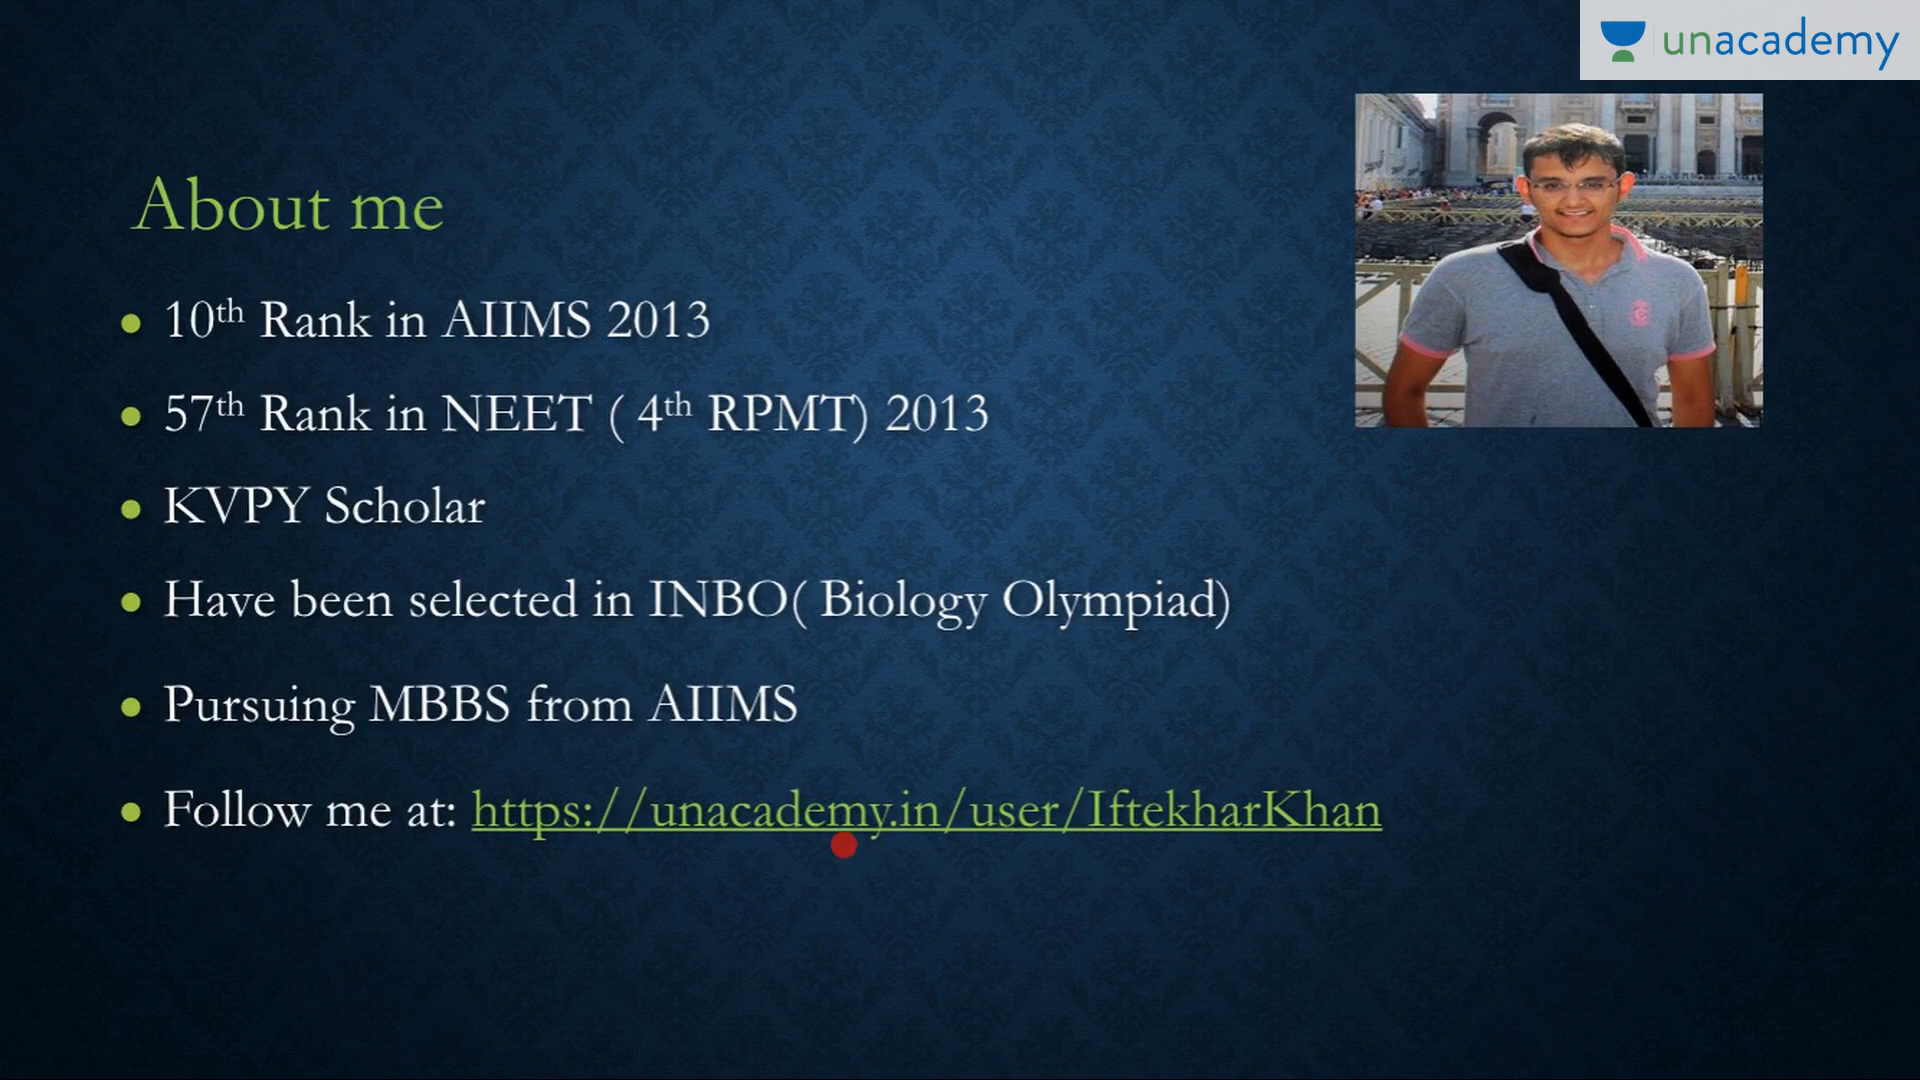 unacademy
About me
10th Rank in AIIMS 2013
57th Rank in NEET ( 4th RPMT) 2013
KVPY Scholar
Have been selected in INBO( Biology Olympiad)
Pursuing MBBS from AIIMS
Follow me at: https://unacademy.in/user/IftekharKhan